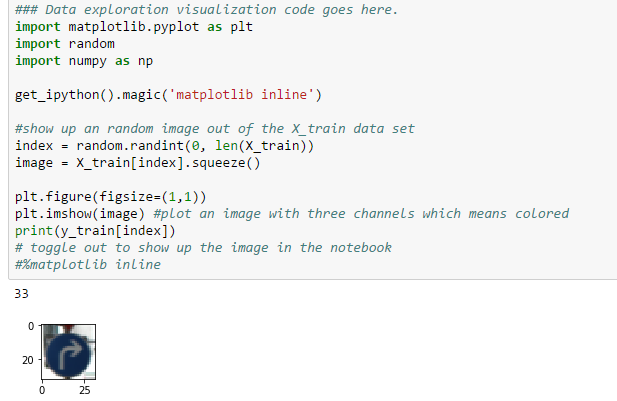 ### Data exploration visualization code goes here.
import matplotlib.pyplot as plt
import random
import numpy as np
get_ipython().magic('matplotlib inline')
#show up an random image out of the X_train data set
index = random.randint(0, len(X_train))
image = X_train[index].squeeze()
plt.figure(figsize=(1,1))
plt.imshow(image) #plot an image with three channels which means colored
print(y_train[index])
# toggle out to show up the image in the notebook
#%matplotlib inline
33
0
20
0 25